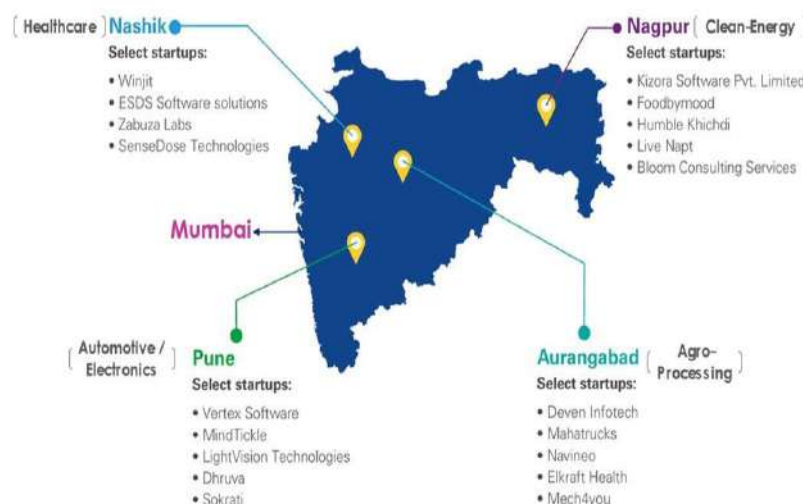 [Healthcare] Nashik
Select startups:
• Winjit
• ESDS Software solutions
• Zabuza Labs
• SenseDose Technologies
Nagpur [Clean-Energy]
Select startups:
• Kizora Software Pvt. Limited
• Foodbymood
• Humble Khichdi
• Live Napt
• Bloom Consulting Services
Mumbai
[Automotive /
Electronics] Pune
Select startups:
• Vertex Software
• MindTickle
• LightVision Technologies
• Dhruva
• Sokrati
Aurangabad [Agro-
Processing]
Select startups:
• Deven Infotech
• Mahatrucks
• Navineo
• Elkraft Health
• Mech4you